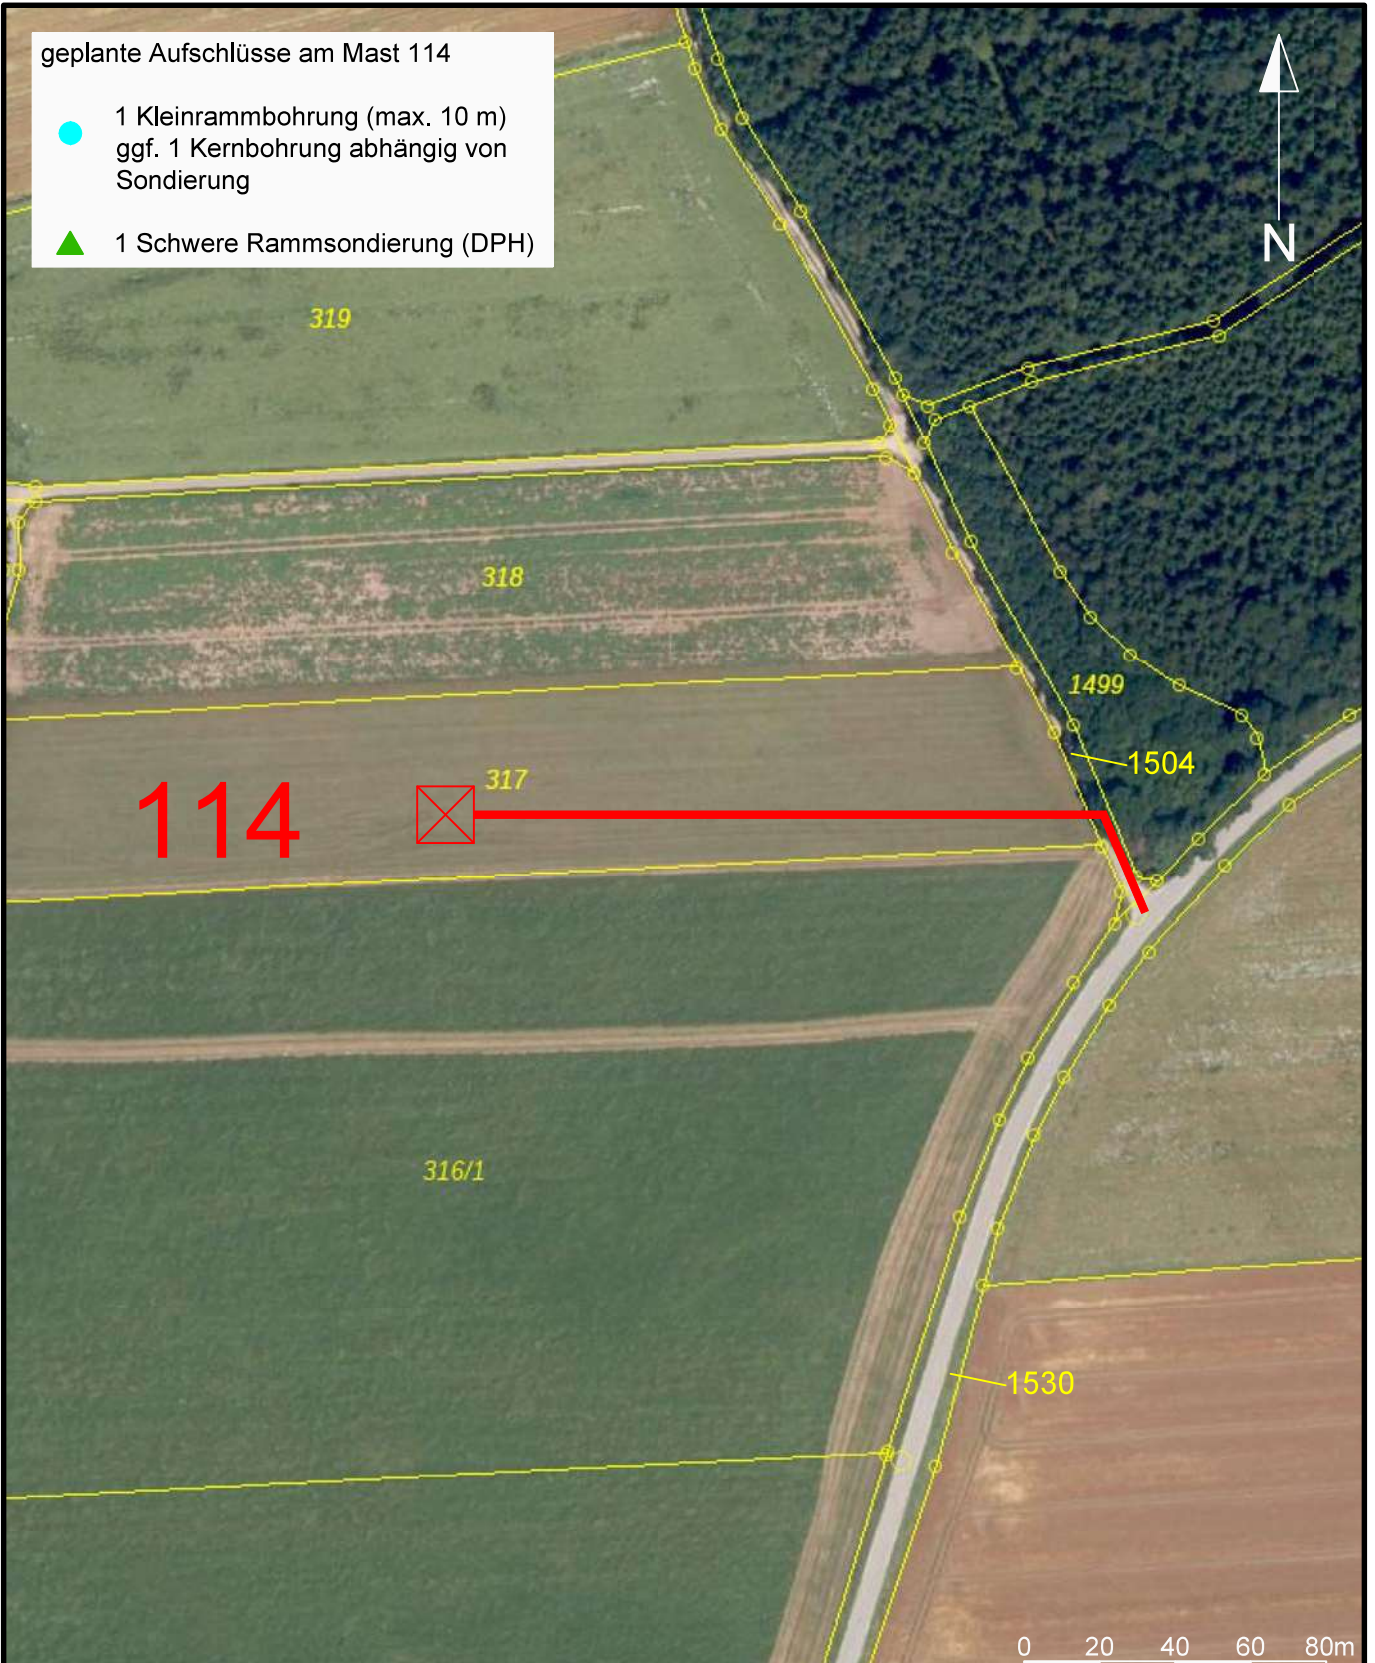 geplante Aufschlüsse am Mast 114
1 Kleinrammbohrung (max. 10 m)
ggf. 1 Kernbohrung abhängig von
Sondierung
1 Schwere Rammsondierung (DPH)
N
319
318
1499
1504
317
114
316/1
1530
0 20 40 60 80m